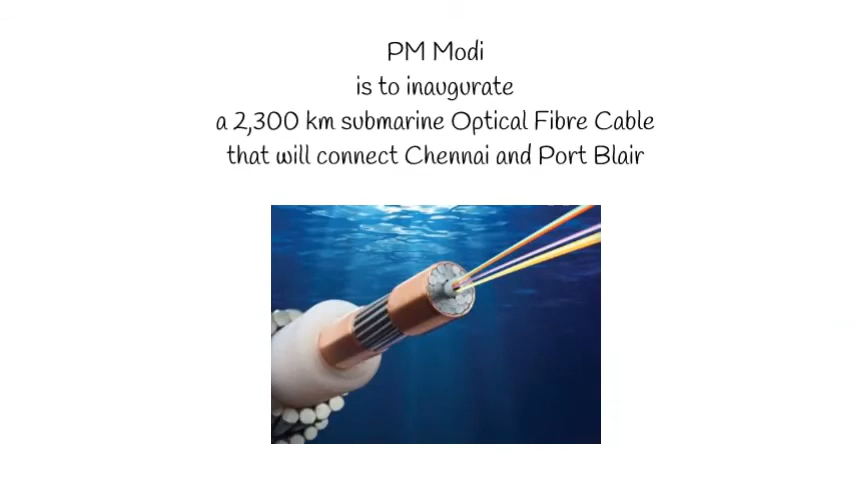 PM Modi
is to inaugurate
a 2,300 km submarine Optical Fibre Cable
that will connect Chennai and Port Blair